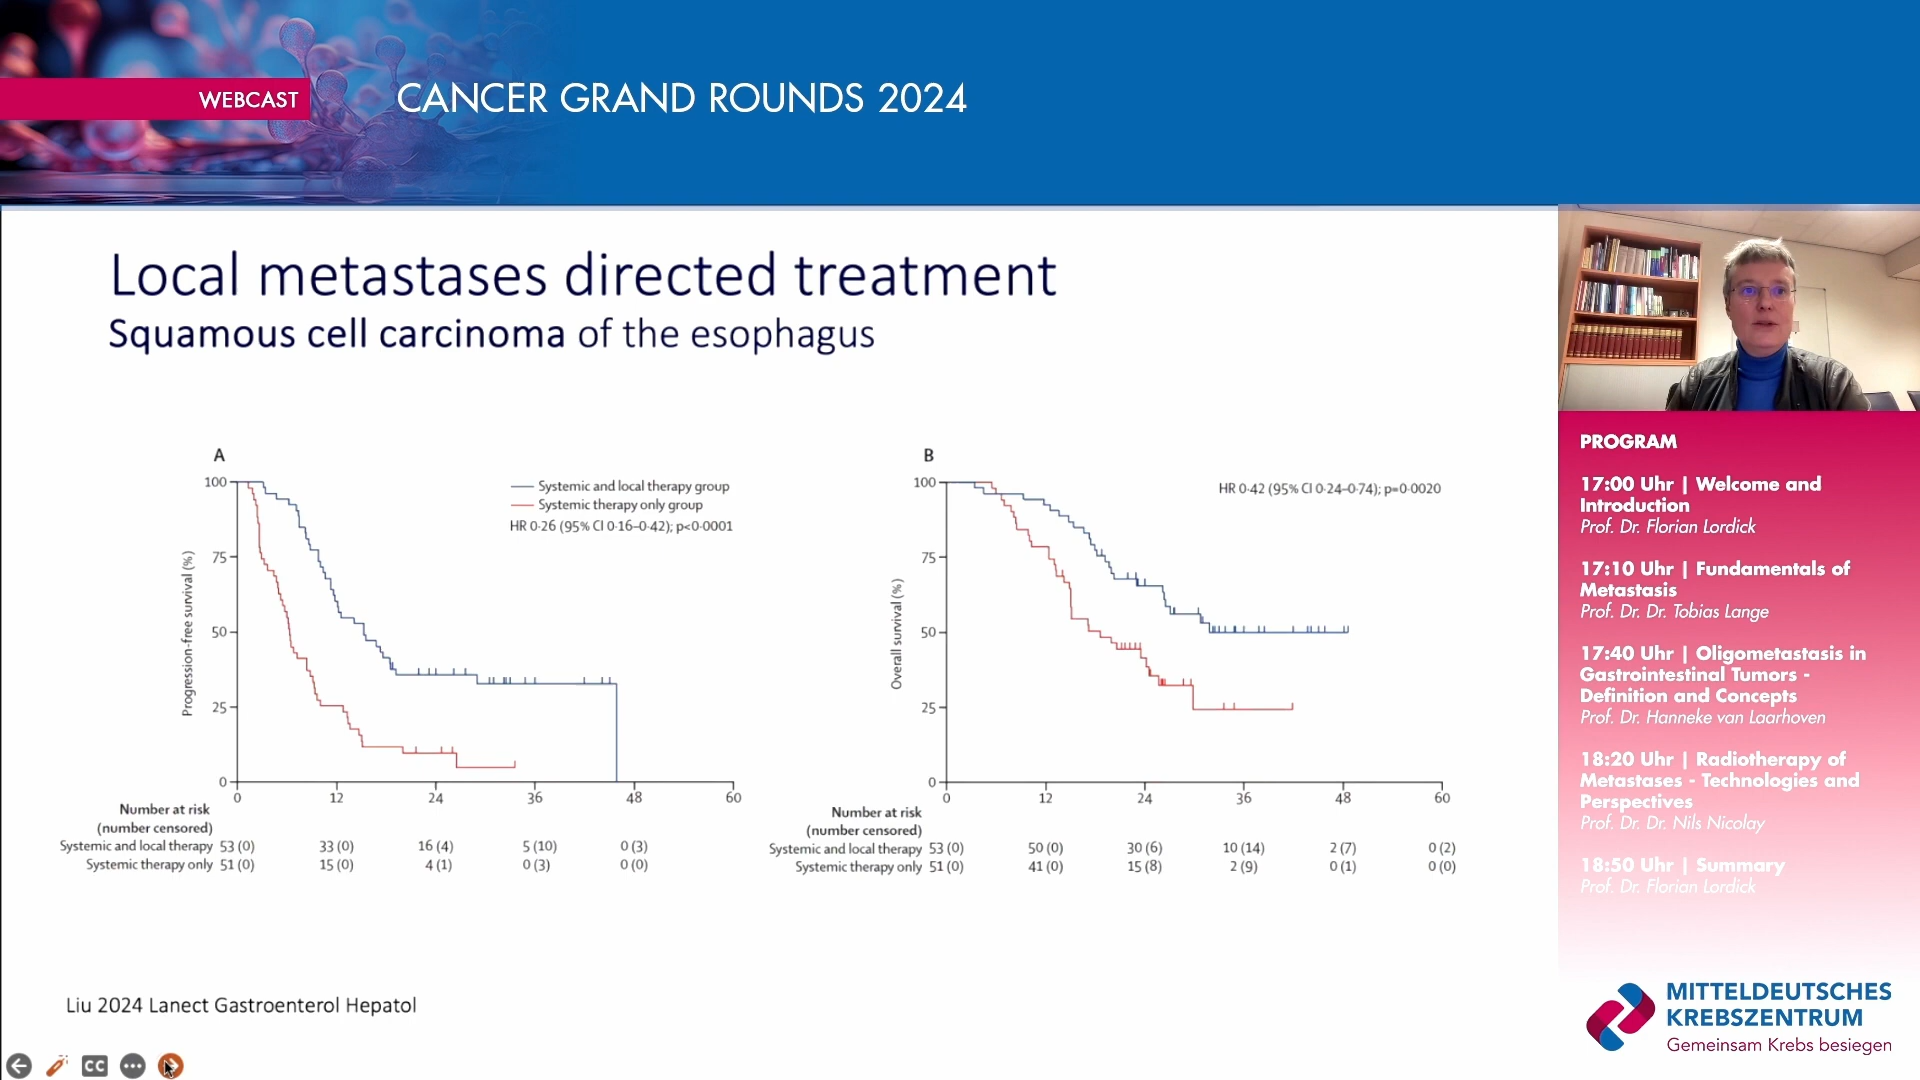 WEBCAST
CANCER GRAND ROUNDS 2024
Local metastases directed treatment
Squamous cell carcinoma of the esophagus
A
Systemic and local therapy group
Systemic therapy only group
HR 0·26 (95% CI 0·16–0·42); p<0·0001
Progression-free survival (%)
100
75
50
25
0
0 12 24 36 48 60
Number at risk
(number censored)
Systemic and local therapy 53 (0) 33 (0) 16 (4) 5 (10) 0 (3)
Systemic therapy only 51 (0) 15 (0) 4 (1) 0 (3) 0 (0)
B
HR 0·42 (95% CI 0·24–0·74); p=0·0020
Overall survival (%)
100
75
50
25
0
0 12 24 36 48 60
Number at risk
(number censored)
Systemic and local therapy 53 (0) 50 (0) 30 (6) 10 (14) 2 (7) 0 (2)
Systemic therapy only 51 (0) 41 (0) 15 (8) 2 (9) 0 (1) 0 (0)
Liu 2024 Lanect Gastroenterol Hepatol
CC
PROGRAM
17:00 Uhr | Welcome and
Introduction
Prof. Dr. Florian Lordick
17:10 Uhr | Fundamentals of
Metastasis
Prof. Dr. Dr. Tobias Lange
17:40 Uhr | Oligometastasis in
Gastrointestinal Tumors -
Definition and Concepts
Prof. Dr. Hanneke van Laarhoven
18:20 Uhr | Radiotherapy of
Metastases - Technologies and
Perspectives
Prof. Dr. Dr. Nils Nicolay
18:50 Uhr | Summary
Prof. Dr. Florian Lordick
MITTELDEUTSCHES
KREBSZENTRUM
Gemeinsam Krebs besiegen